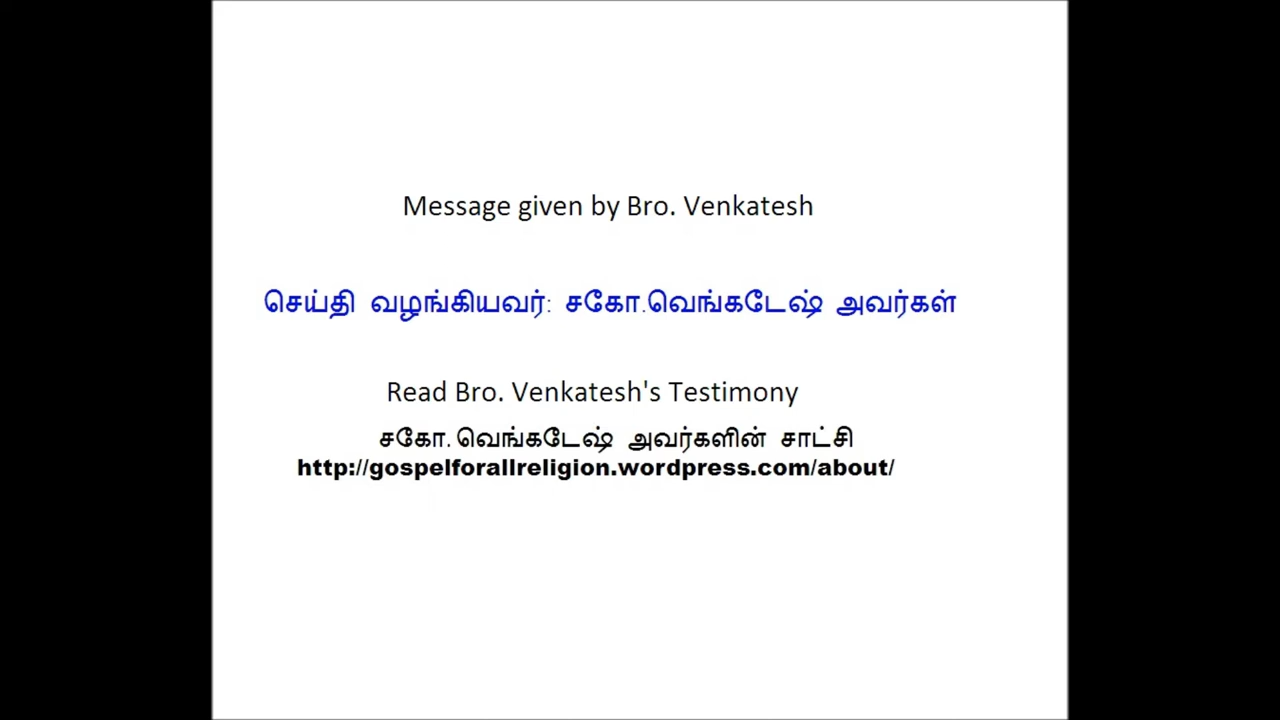 Message given by Bro. Venkatesh
செய்தி வழங்கியவர்: சகோ.வெங்கடேஷ் அவர்கள்
Read Bro. Venkatesh's Testimony
சகோ.வெங்கடேஷ் அவர்களின் சாட்சி
http://gospelforallreligion.wordpress.com/about/